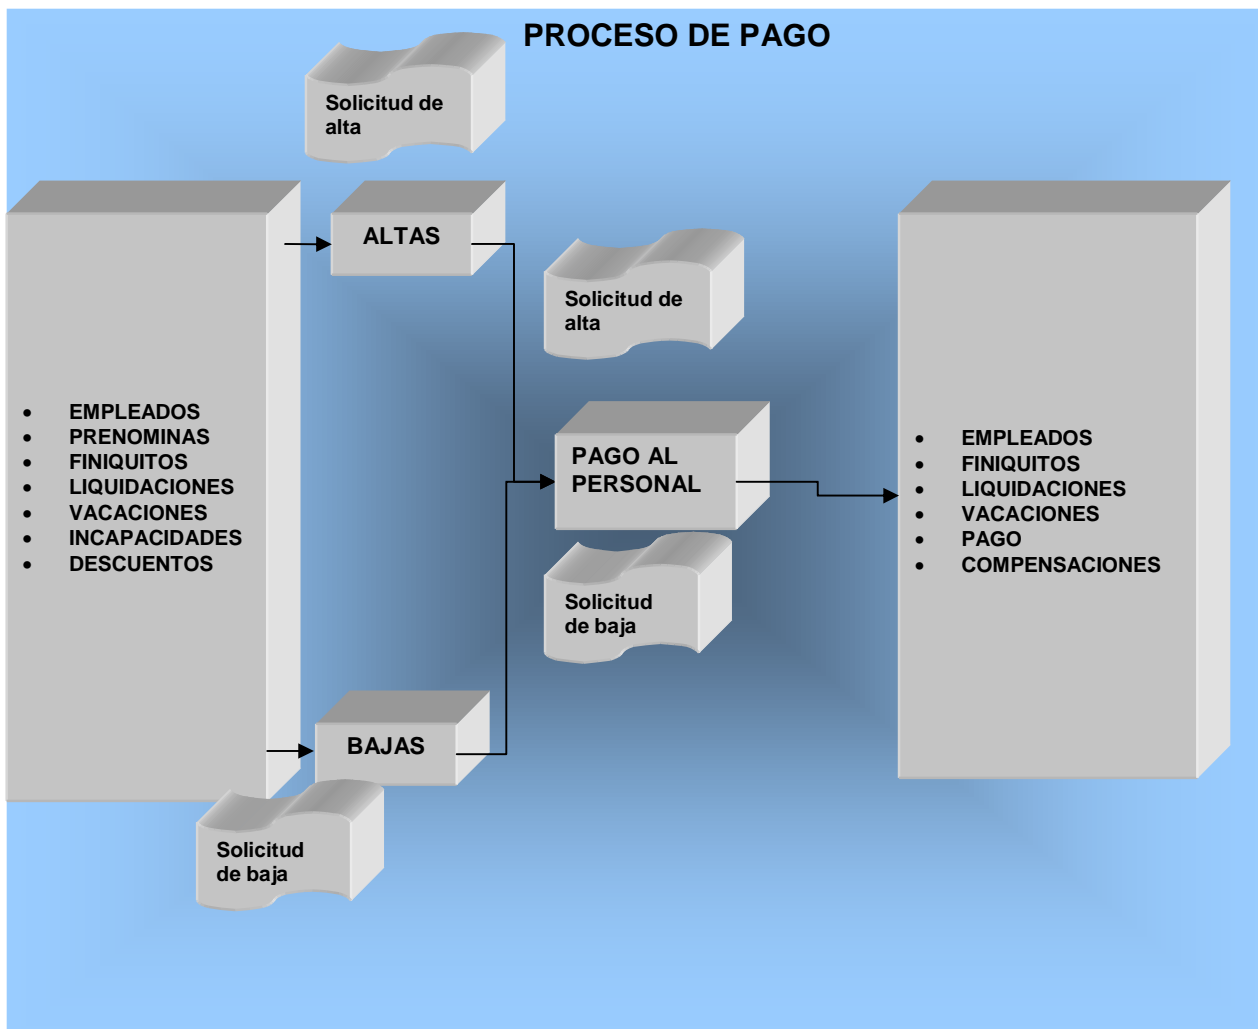 PROCESO DE PAGO
Solicitud de
alta
ALTAS
Solicitud de
alta
• EMPLEADOS
• PRENOMINAS
• FINIQUITOS
• LIQUIDACIONES
• VACACIONES
• INCAPACIDADES
• DESCUENTOS
PAGO AL
PERSONAL
• EMPLEADOS
• FINIQUITOS
• LIQUIDACIONES
• VACACIONES
• PAGO
• COMPENSACIONES
Solicitud
de baja
BAJAS
Solicitud
de baja